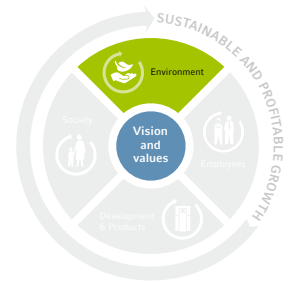 SUSTAINABLE AND PROFITABLE GROWTH
Environment
Society
Vision
and
values
Employees
Development
& Products